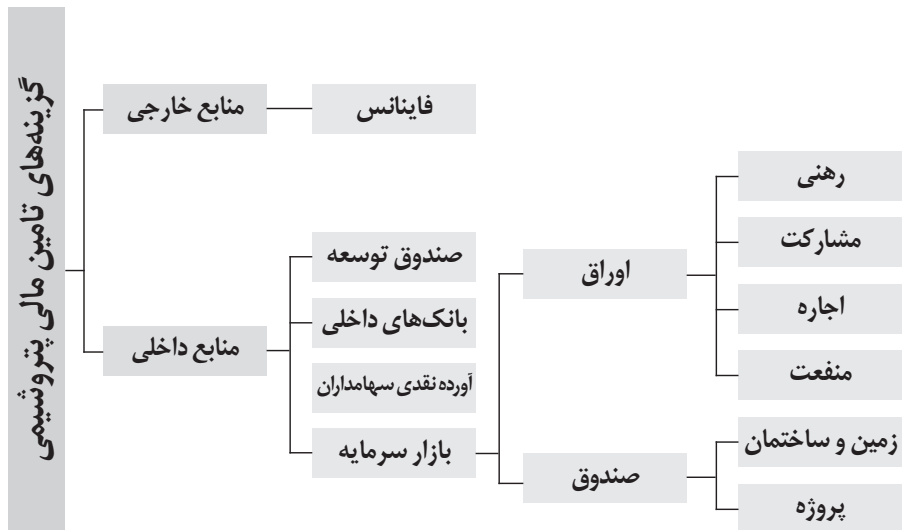 گزینه‌های تامین مالی پتروشیمی
منابع خارجی
فاینانس
منابع داخلی
صندوق توسعه
بانک‌های داخلی
آورده نقدی سهامداران
بازار سرمایه
اوراق
رهنی
مشارکت
اجاره
منفعت
صندوق
زمین و ساختمان
پروژه